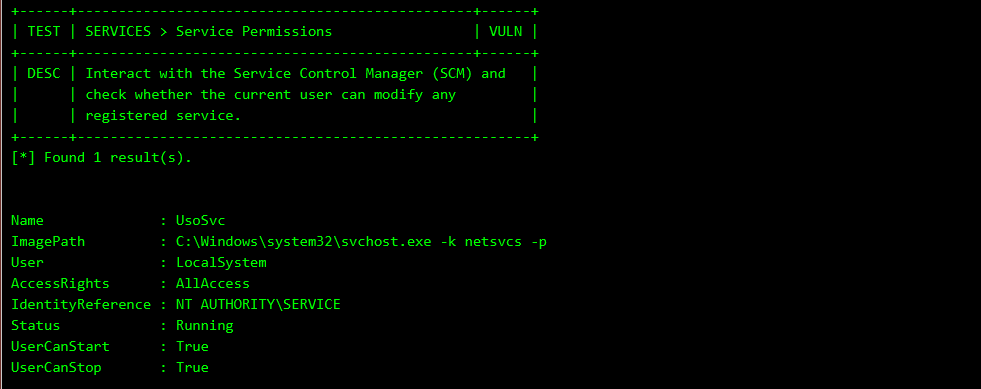 +------+------------------------------------------------+------+
| TEST | SERVICES > Service Permissions                 | VULN |
+------+------------------------------------------------+------+
| DESC | Interact with the Service Control Manager (SCM) and   |
|      | check whether the current user can modify any         |
|      | registered service.                                   |
+------+-------------------------------------------------------+
[*] Found 1 result(s).
Name              : UsoSvc
ImagePath         : C:\Windows\system32\svchost.exe -k netsvcs -p
User              : LocalSystem
AccessRights      : AllAccess
IdentityReference : NT AUTHORITY\SERVICE
Status            : Running
UserCanStart      : True
UserCanStop       : True